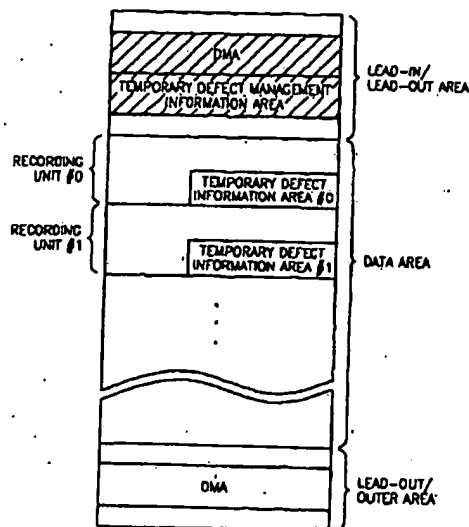 DMA
TEMPORARY DEFECT MANAGEMENT
INFORMATION AREA
LEAD-IN/
LEAD-OUT AREA
RECORDING
UNIT #0
TEMPORARY DEFECT
INFORMATION AREA #0
RECORDING
UNIT #1
TEMPORARY DEFECT
INFORMATION AREA #1
DATA AREA
DMA
LEAD-OUT/
OUTER AREA